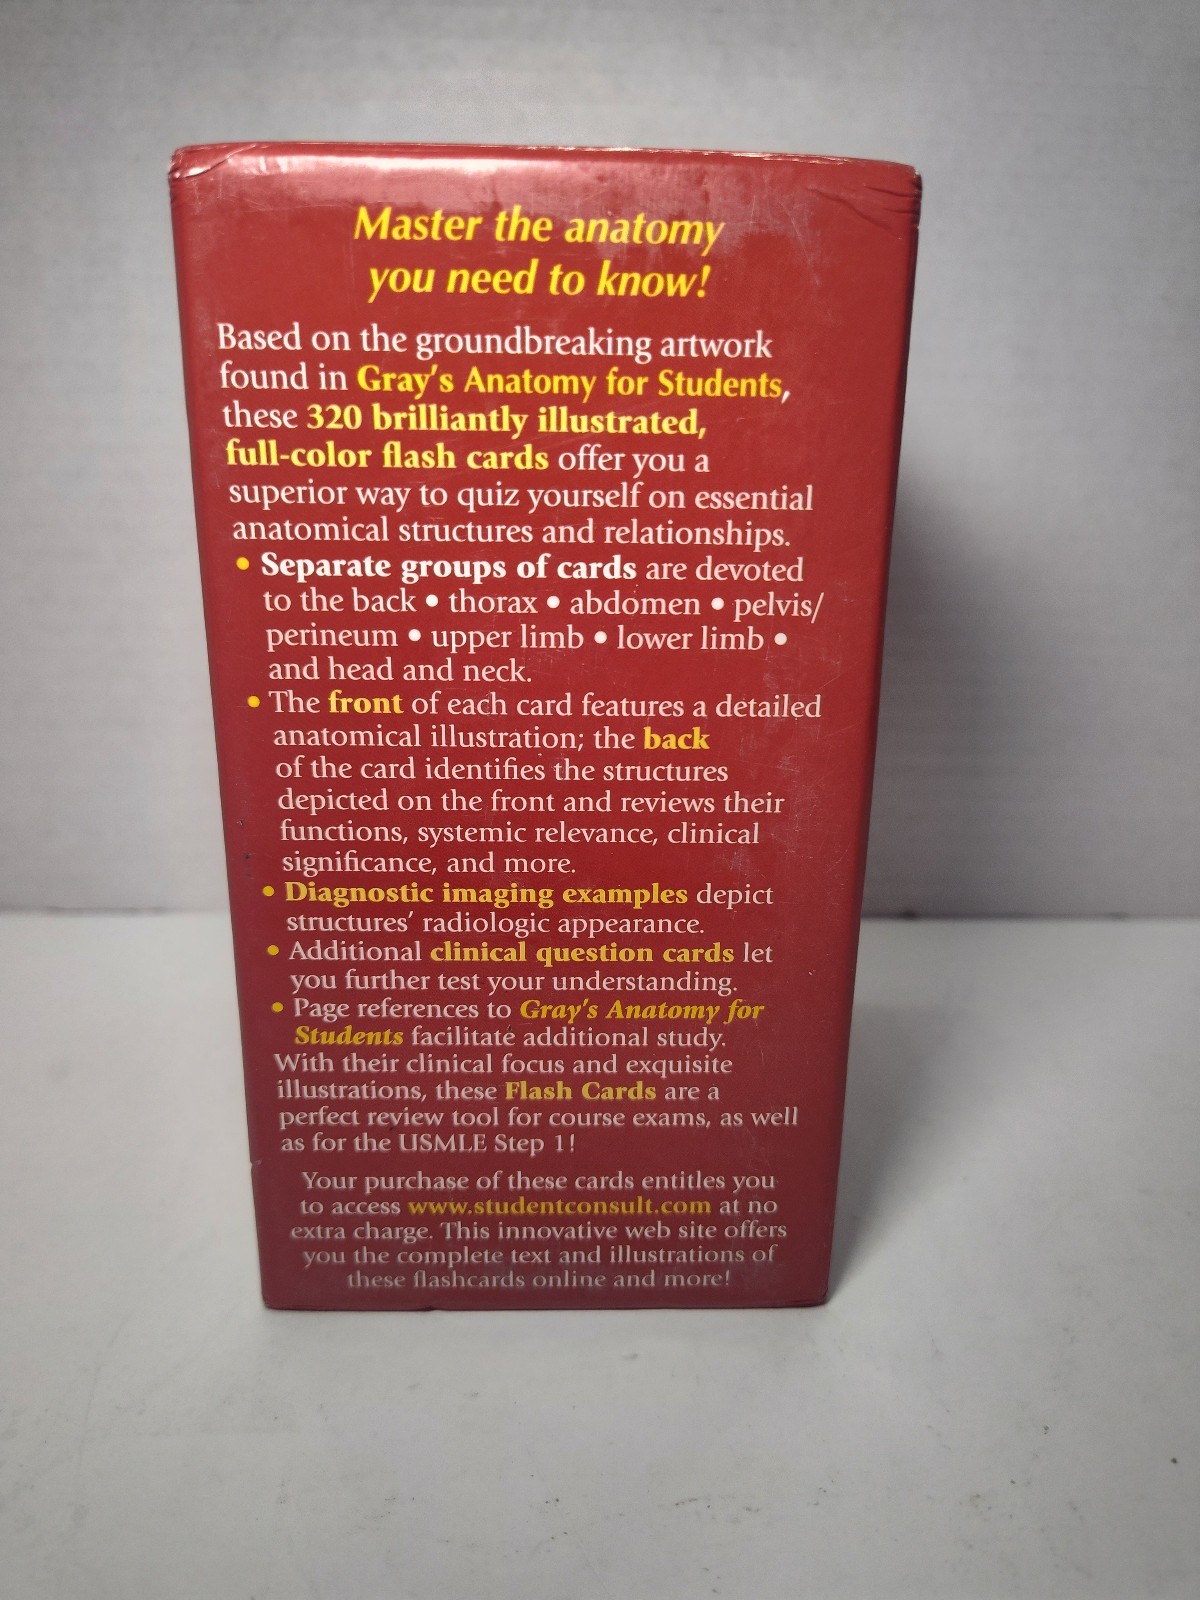 Master the anatomy
you need to know!
Based on the groundbreaking artwork
found in Gray's Anatomy for Students,
these 320 brilliantly illustrated,
full-color flash cards offer you a
superior way to quiz yourself on essential
anatomical structures and relationships.
• Separate groups of cards are devoted
to the back • thorax • abdomen • pelvis/
perineum • upper limb • lower limb •
and head and neck.
• The front of each card features a detailed
anatomical illustration; the back
of the card identifies the structures
depicted on the front and reviews their
functions, systemic relevance, clinical
significance, and more.
• Diagnostic imaging examples depict
structures' radiologic appearance.
• Additional clinical question cards let
you further test your understanding.
• Page references to Gray's Anatomy for
Students facilitate additional study.
With their clinical focus and exquisite
illustrations, these Flash Cards are a
perfect review tool for course exams, as well
as for the USMLE Step 1!
Your purchase of these cards entitles you
to access www.studentconsult.com at no
extra charge. This innovative web site offers
you the complete text and illustrations of
these flashcards online and more!